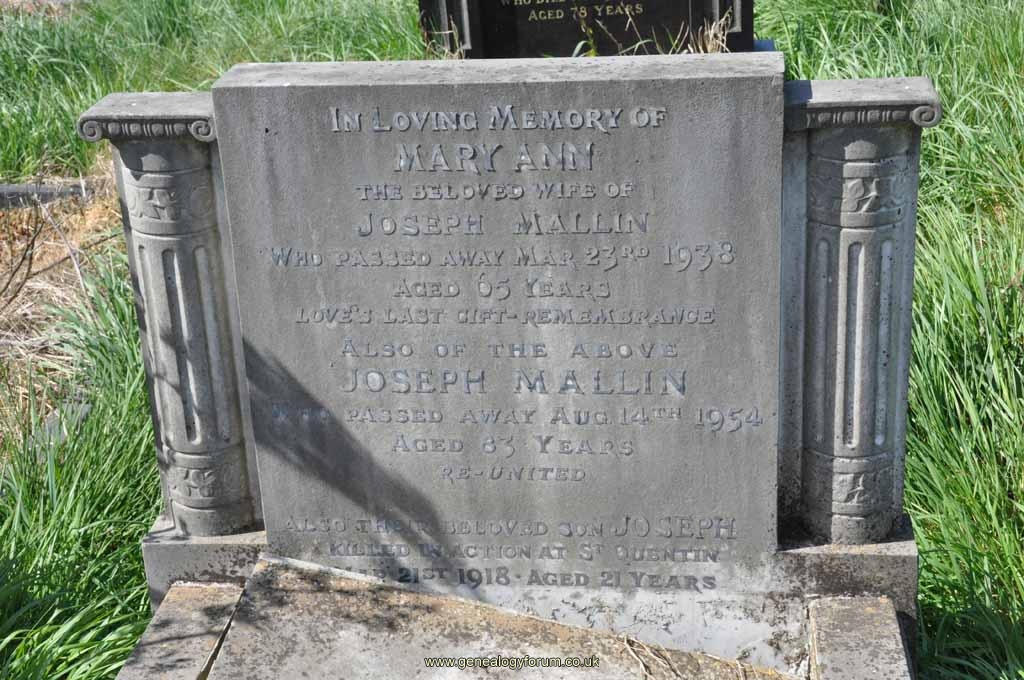 AGED 78 YEARS
IN LOVING MEMORY OF
MARY ANN
THE BELOVED WIFE OF
JOSEPH MALLIN
WHO PASSED AWAY MAR 23RD 1938
AGED 65 YEARS
LOVE'S LAST GIFT-REMEMBRANCE
ALSO OF THE ABOVE
JOSEPH MALLIN
WHO PASSED AWAY AUG 14TH 1954
AGED 83 YEARS
RE-UNITED
ALSO THEIR BELOVED SON JOSEPH
KILLED IN ACTION AT ST QUENTIN
21ST 1918 · AGED 21 YEARS
www.genealogyforum.co.uk